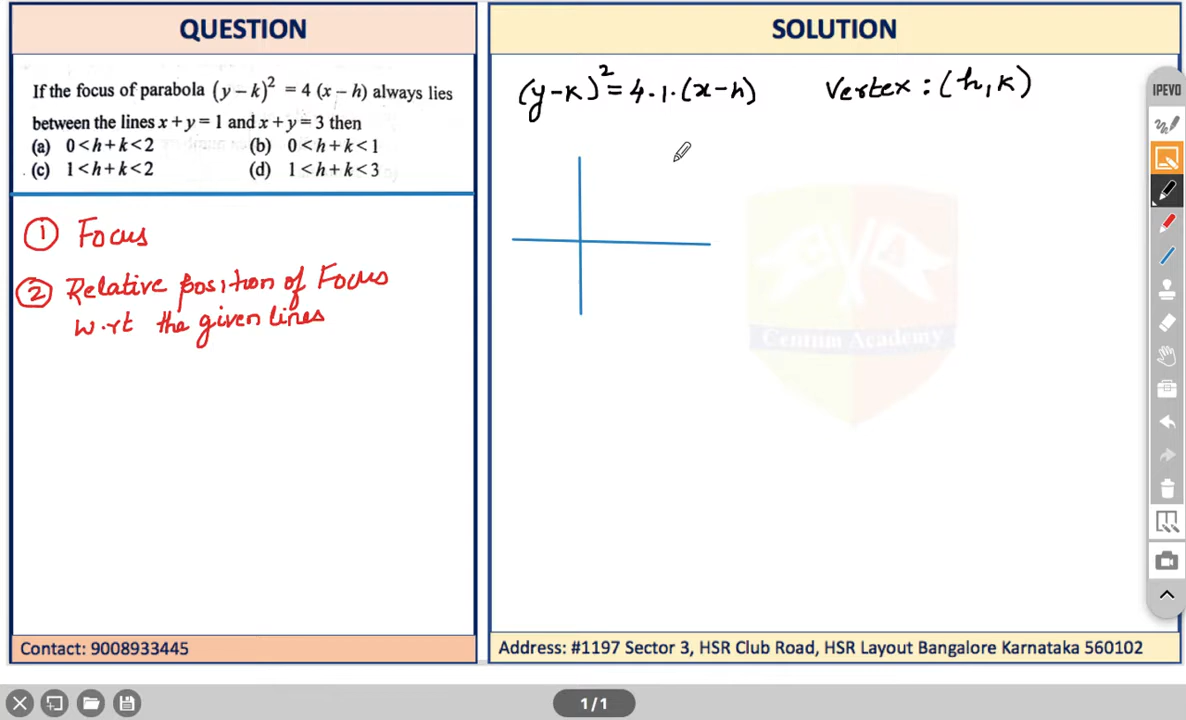 QUESTION
If the focus of parabola (y – k)² = 4 (x – h) always lies
between the lines x + y = 1 and x + y = 3 then
(a) 0 < h + k < 2 (b) 0 < h + k < 1
(c) 1 < h + k < 2 (d) 1 < h + k < 3
① Focus
② Relative position of Focus
w.rt the given lines
Contact: 9008933445
SOLUTION
(y-k)² = 4·1·(x-h) Vertex : (h,k)
Centum Academy
Address: #1197 Sector 3, HSR Club Road, HSR Layout Bangalore Karnataka 560102
IPEVO
1/1